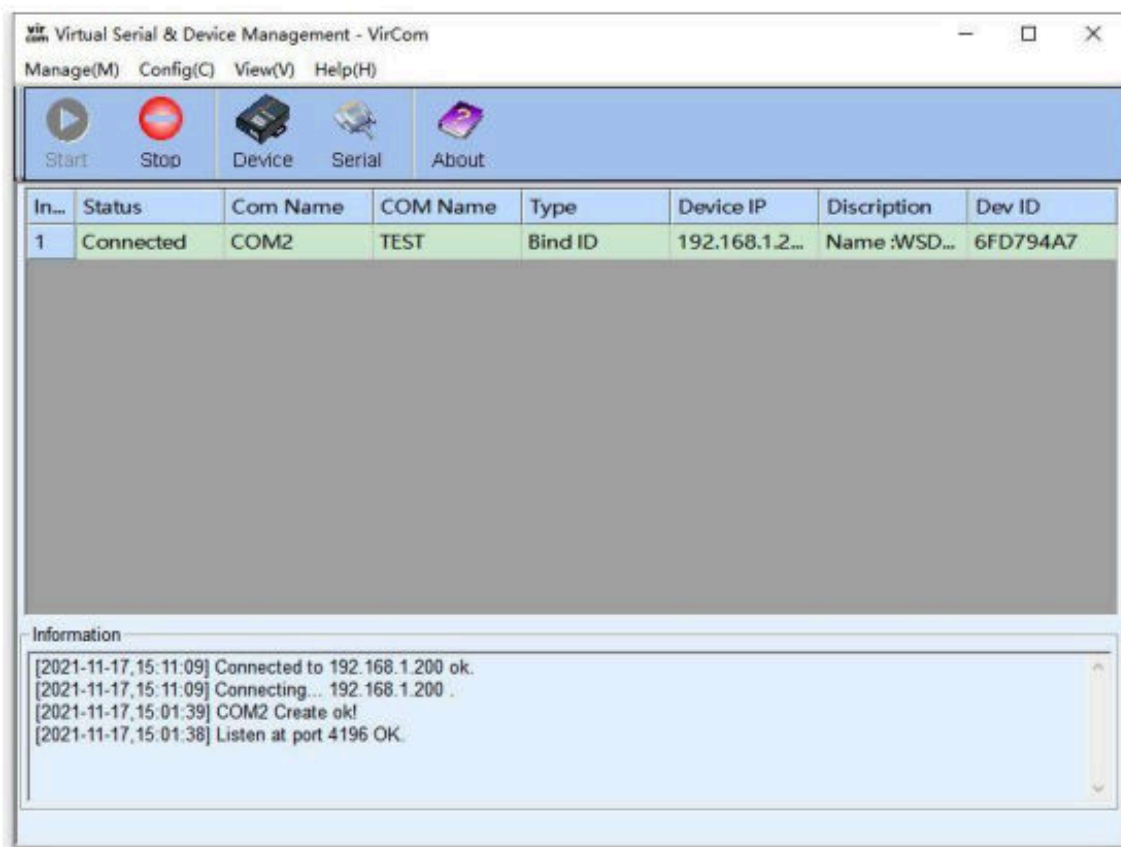 vir com Virtual Serial & Device Management - VirCom
Manage(M) Config(C) View(V) Help(H)
Start Stop Device Serial About
In... Status Com Name COM Name Type Device IP Discription Dev ID
1 Connected COM2 TEST Bind ID 192.168.1.2... Name :WSD... 6FD794A7
Information
[2021-11-17,15:11:09] Connected to 192.168.1.200 ok.
[2021-11-17,15:11:09] Connecting... 192.168.1.200 .
[2021-11-17,15:01:39] COM2 Create ok!
[2021-11-17,15:01:38] Listen at port 4196 OK.